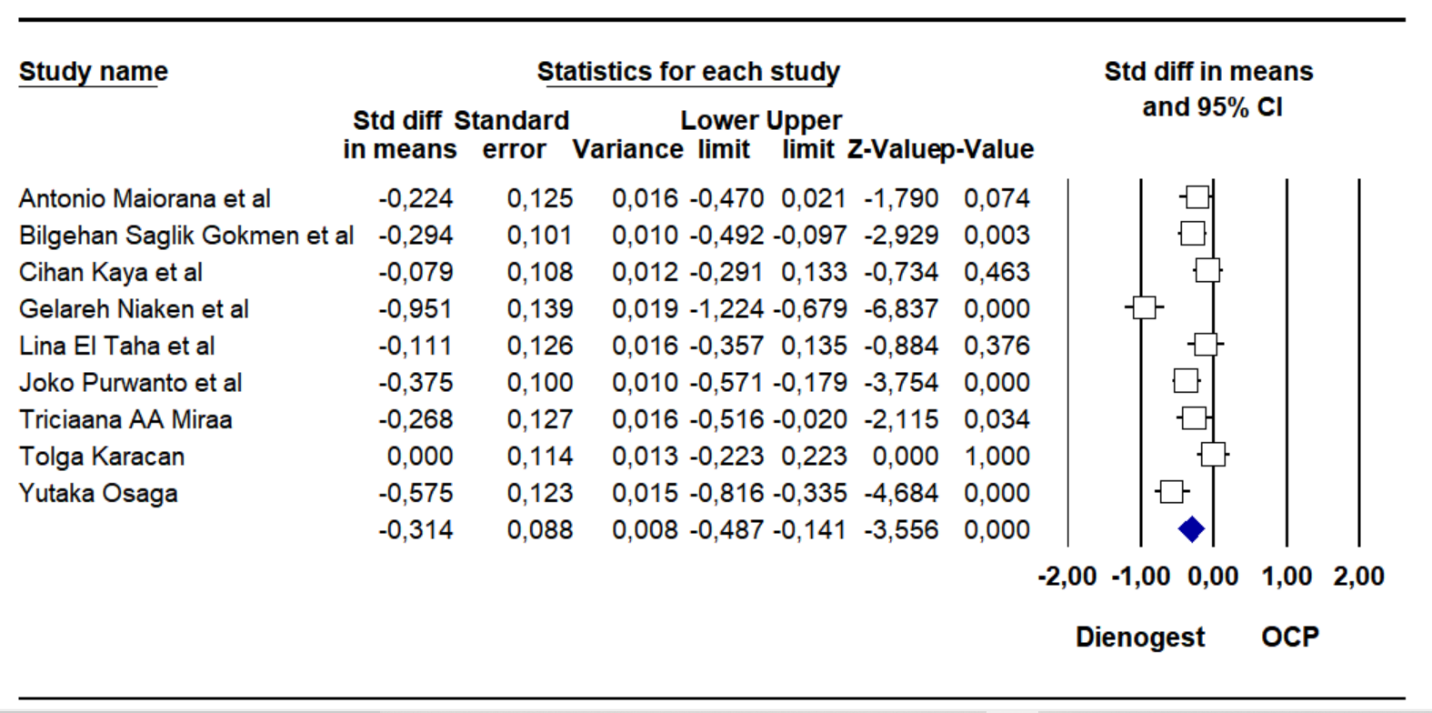 Study name Statistics for each study Std diff in means
and 95% CI
Std diff Standard Lower Upper
in means error Variance limit limit Z-Value p-Value
Antonio Maiorana et al -0,224 0,125 0,016 -0,470 0,021 -1,790 0,074
Bilgehan Saglik Gokmen et al -0,294 0,101 0,010 -0,492 -0,097 -2,929 0,003
Cihan Kaya et al -0,079 0,108 0,012 -0,291 0,133 -0,734 0,463
Gelareh Niaken et al -0,951 0,139 0,019 -1,224 -0,679 -6,837 0,000
Lina El Taha et al -0,111 0,126 0,016 -0,357 0,135 -0,884 0,376
Joko Purwanto et al -0,375 0,100 0,010 -0,571 -0,179 -3,754 0,000
Triciaana AA Miraa -0,268 0,127 0,016 -0,516 -0,020 -2,115 0,034
Tolga Karacan 0,000 0,114 0,013 -0,223 0,223 0,000 1,000
Yutaka Osaga -0,575 0,123 0,015 -0,816 -0,335 -4,684 0,000
-0,314 0,088 0,008 -0,487 -0,141 -3,556 0,000
-2,00 -1,00 0,00 1,00 2,00
Dienogest OCP